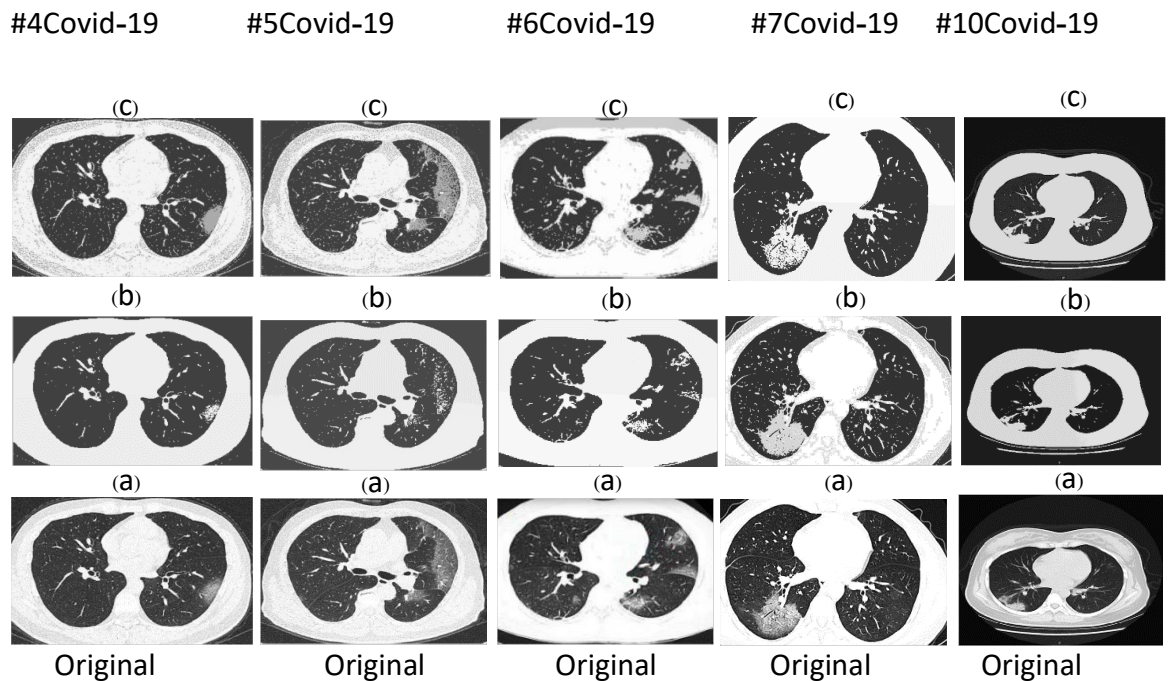 #4Covid-19 #5Covid-19 #6Covid-19 #7Covid-19 #10Covid-19
(c) (c) (c) (c) (c)
(b) (b) (b) (b) (b)
(a) (a) (a) (a) (a)
Original Original Original Original Original